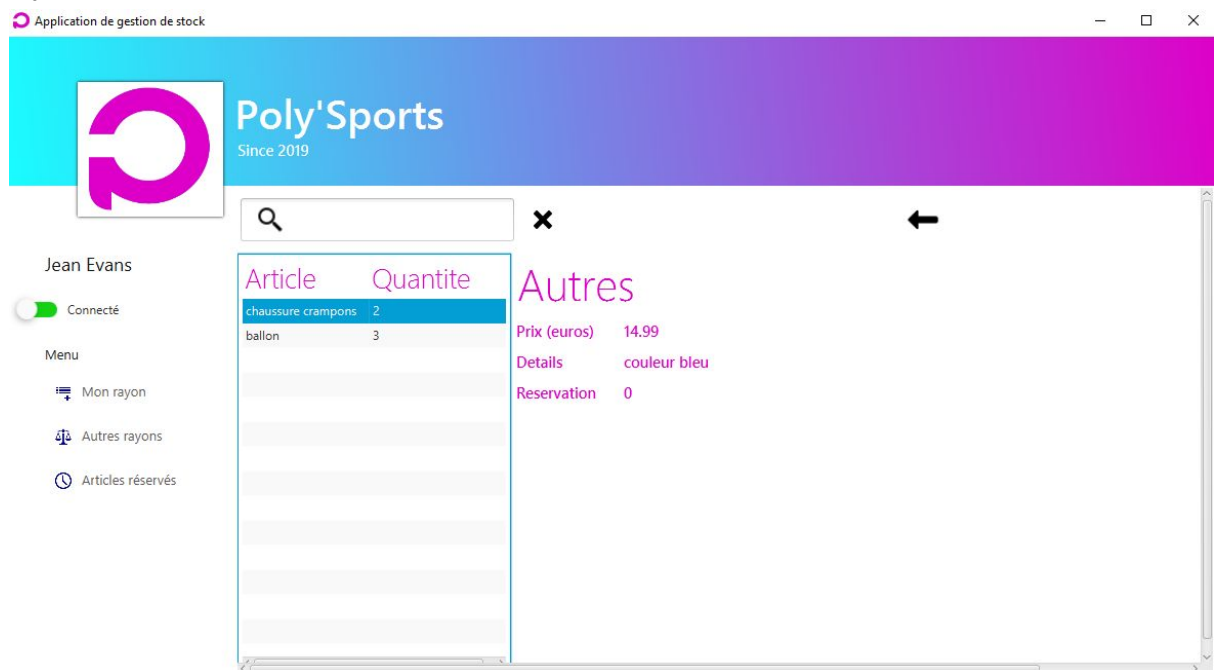 Application de gestion de stock
Poly'Sports
Since 2019
Jean Evans
Connecté
Menu
Mon rayon
Autres rayons
Articles réservés
Article Quantite
chaussure crampons 2
ballon 3
Autres
Prix (euros) 14.99
Details couleur bleu
Reservation 0